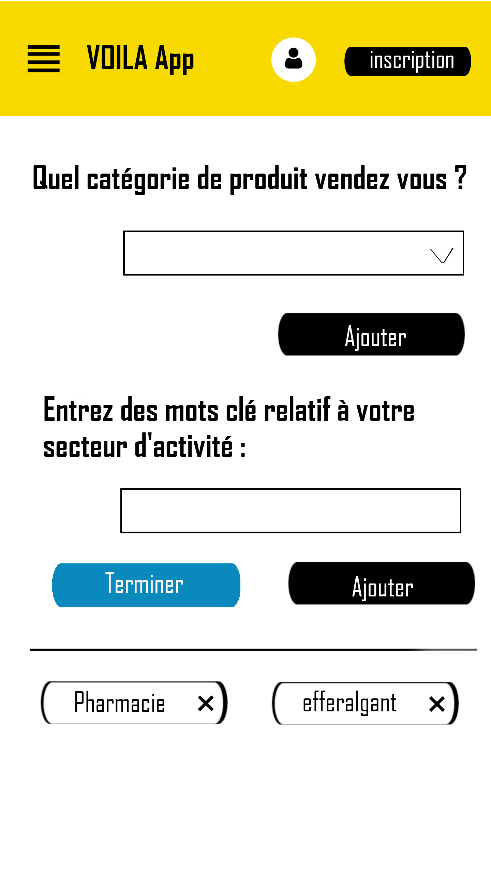 VOILA App
inscription
Quel catégorie de produit vendez vous ?
Ajouter
Entrez des mots clé relatif à votre
secteur d'activité :
Terminer
Ajouter
Pharmacie
efferalgant